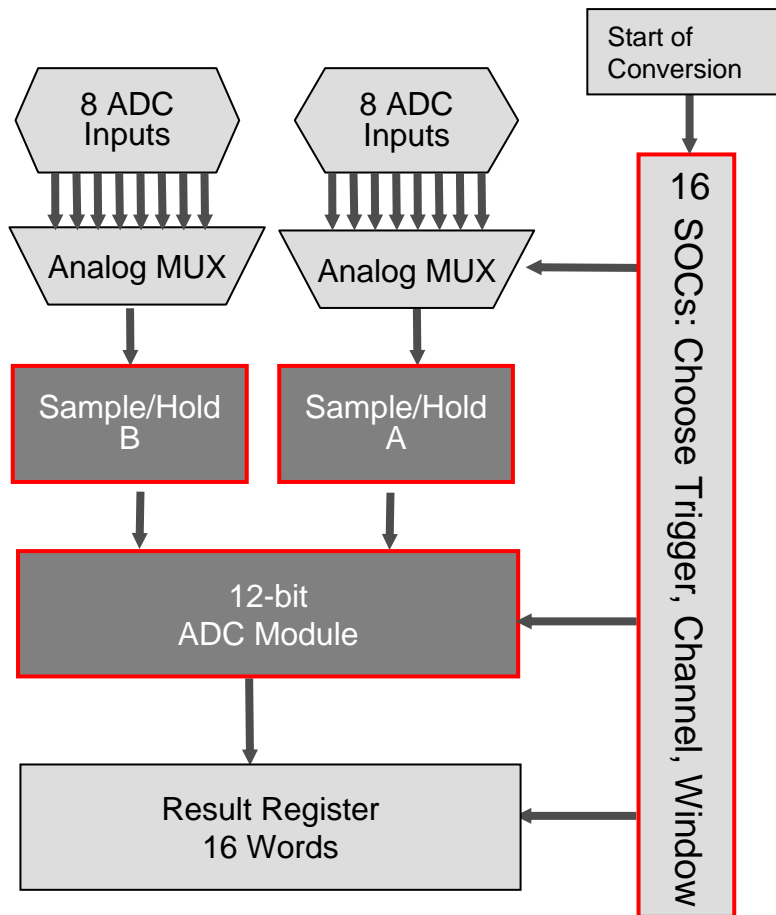 Start of
Conversion
8 ADC
Inputs
8 ADC
Inputs
Analog MUX
Analog MUX
Sample/Hold
B
Sample/Hold
A
12-bit
ADC Module
Result Register
16 Words
16 SOCs: Choose Trigger, Channel, Window